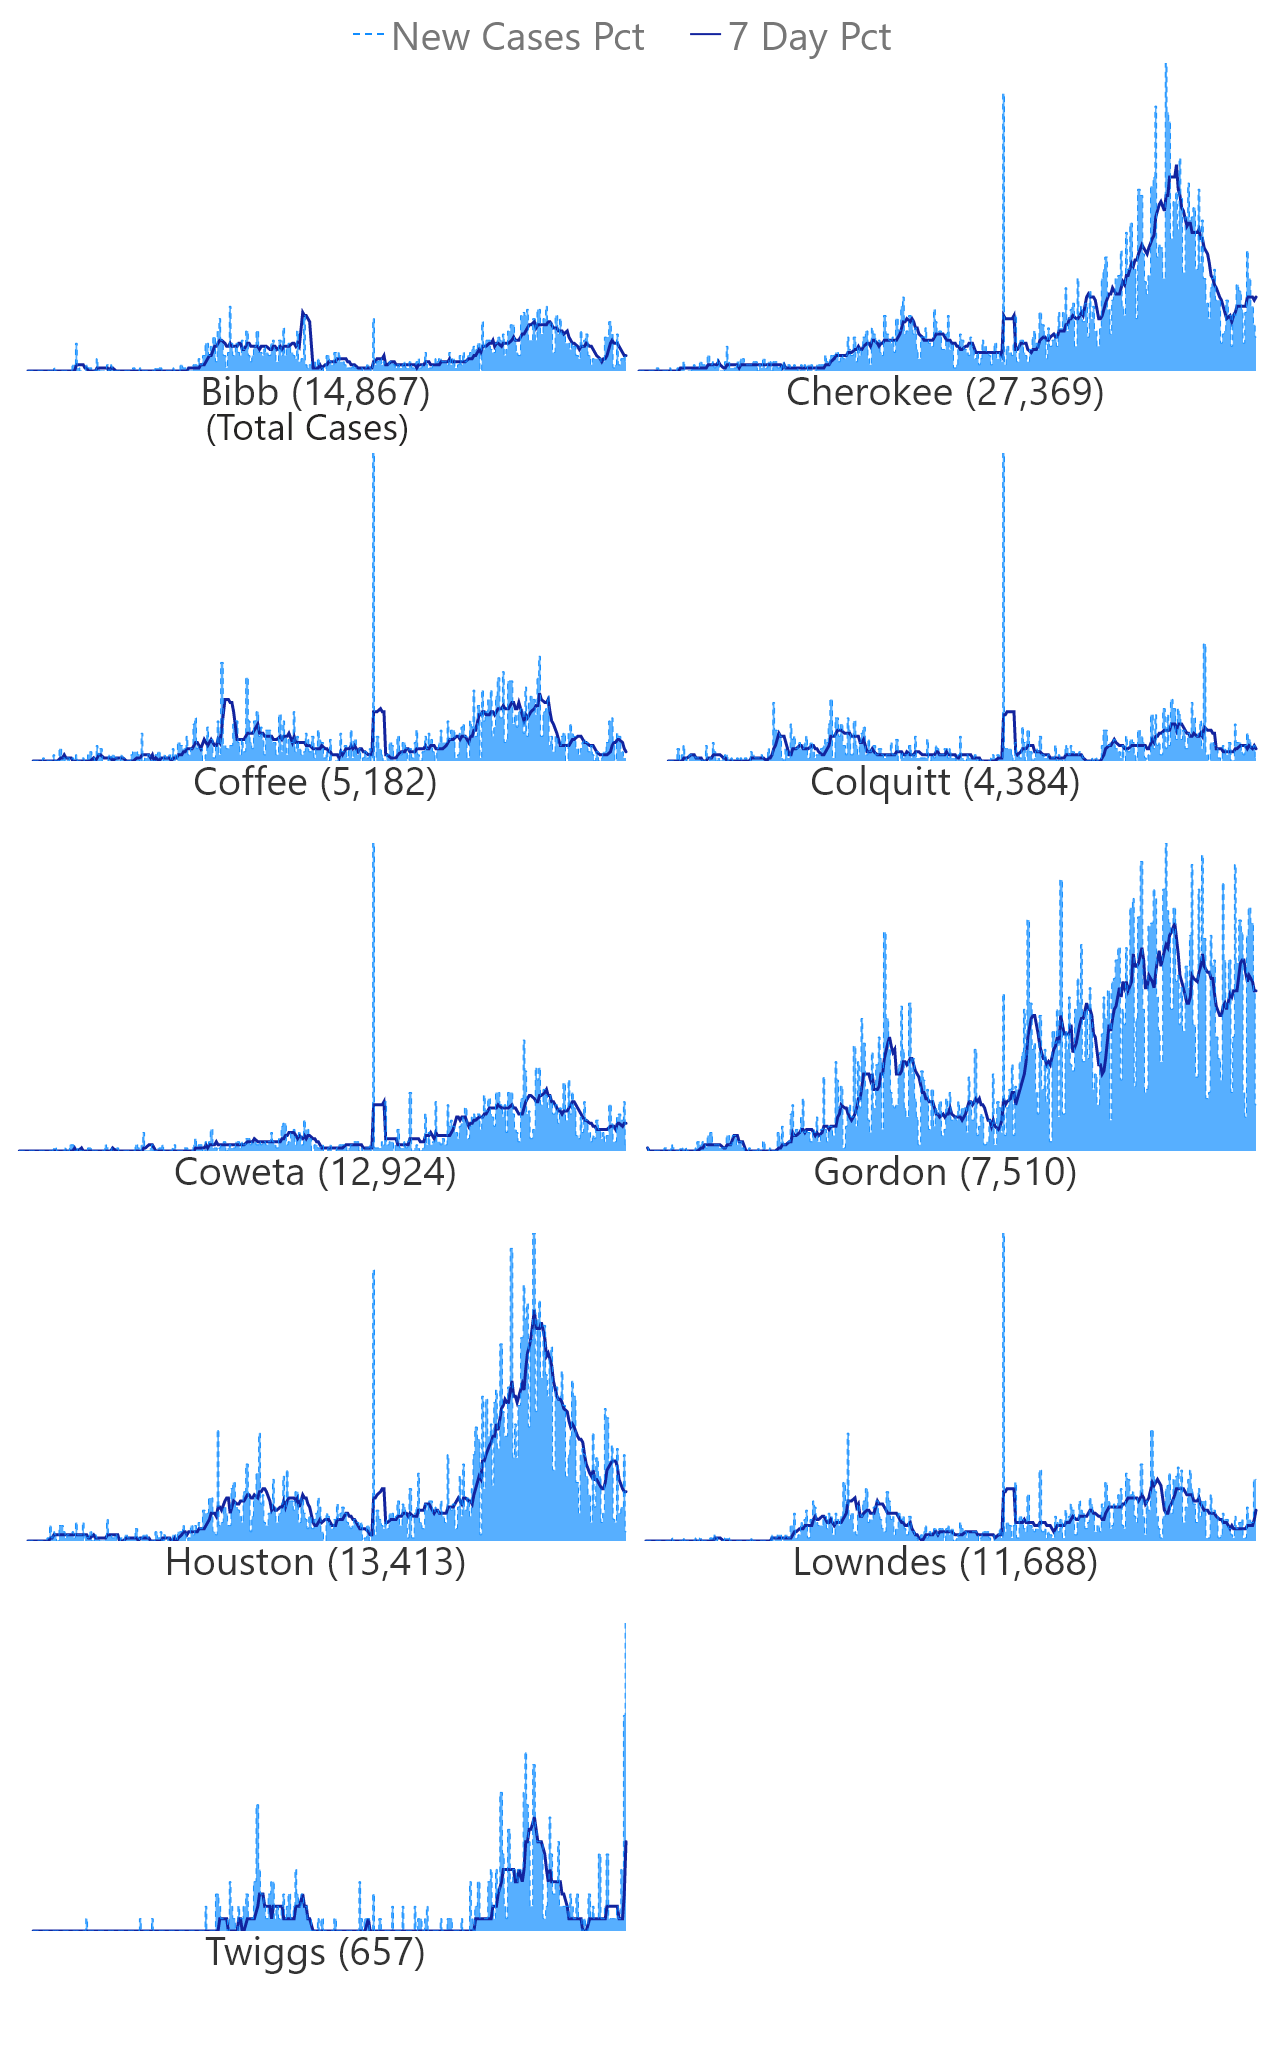 New Cases Pct 7 Day Pct
Bibb (14,867) Cherokee (27,369)
(Total Cases)
Coffee (5,182) Colquitt (4,384)
Coweta (12,924) Gordon (7,510)
Houston (13,413) Lowndes (11,688)
Twiggs (657)